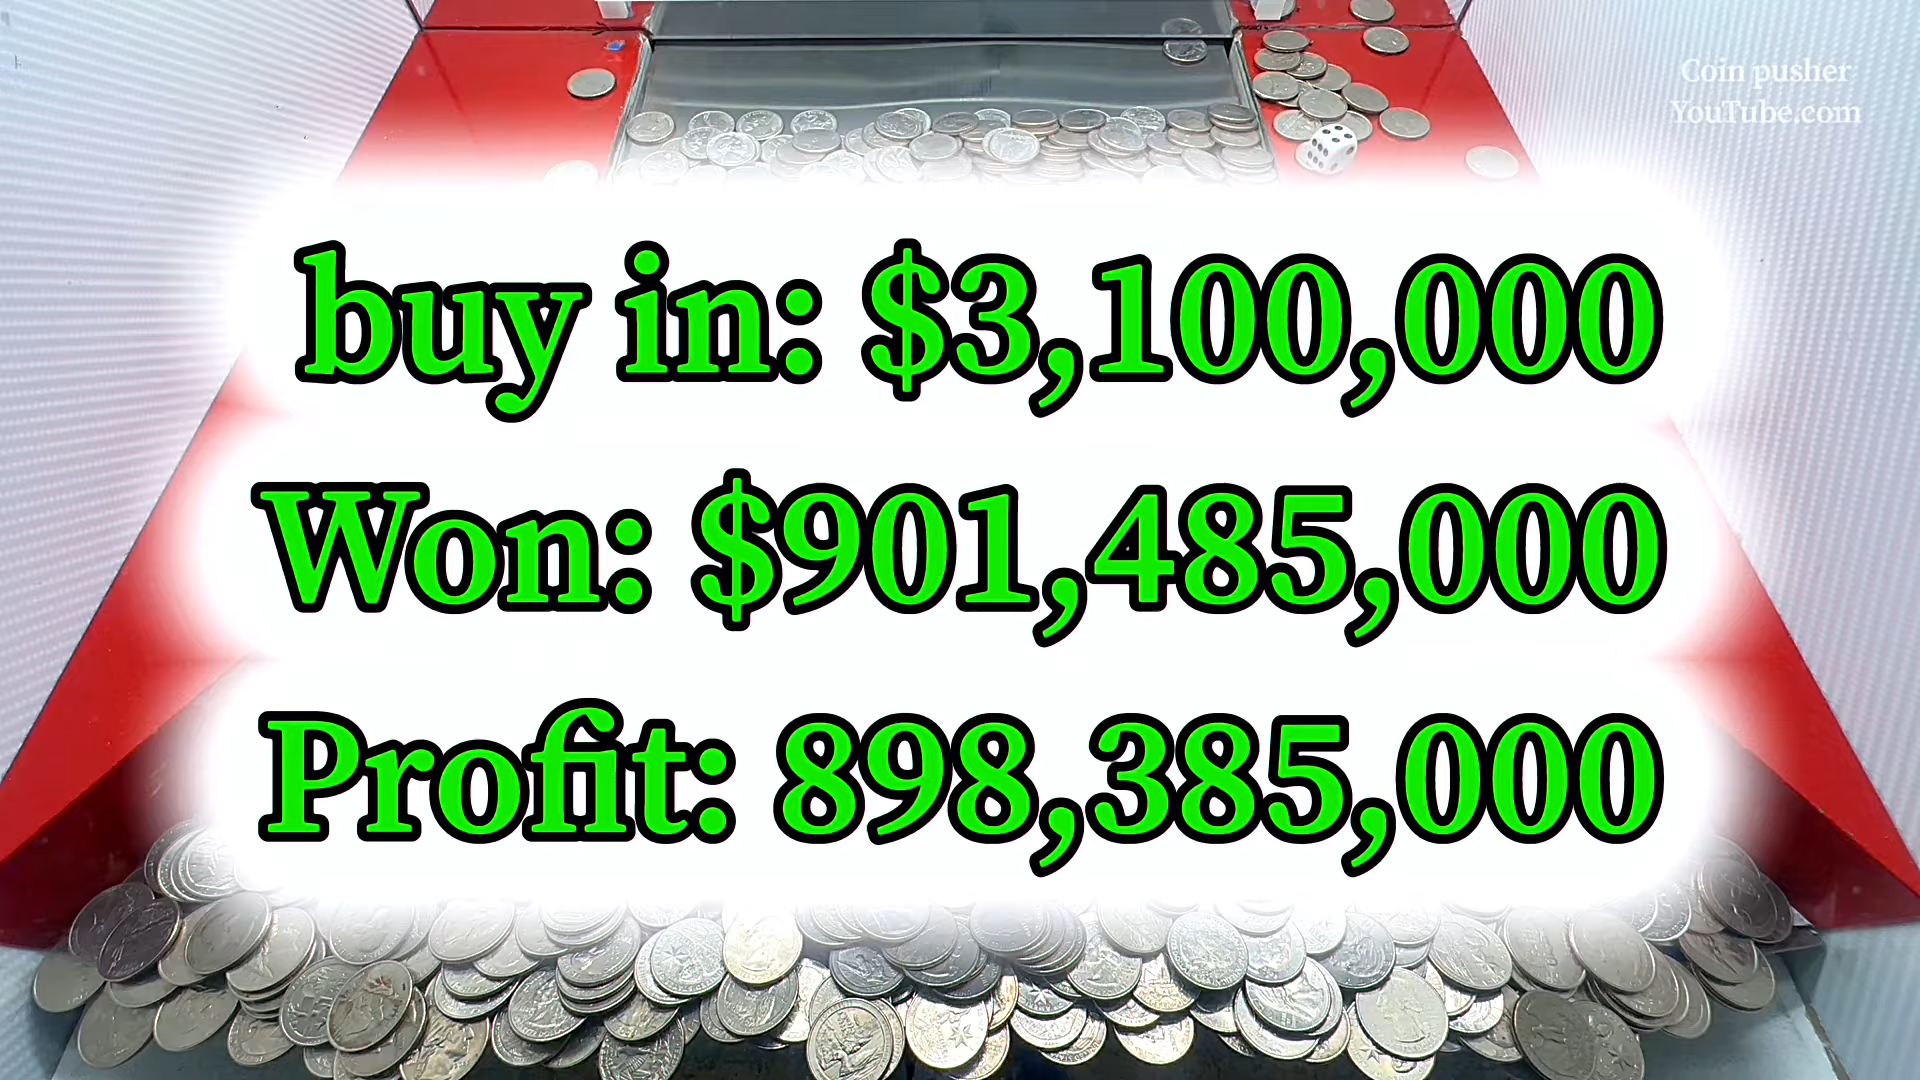 Coin pusher
YouTube.com
buy in: $3,100,000
Won: $901,485,000
Profit: 898,385,000